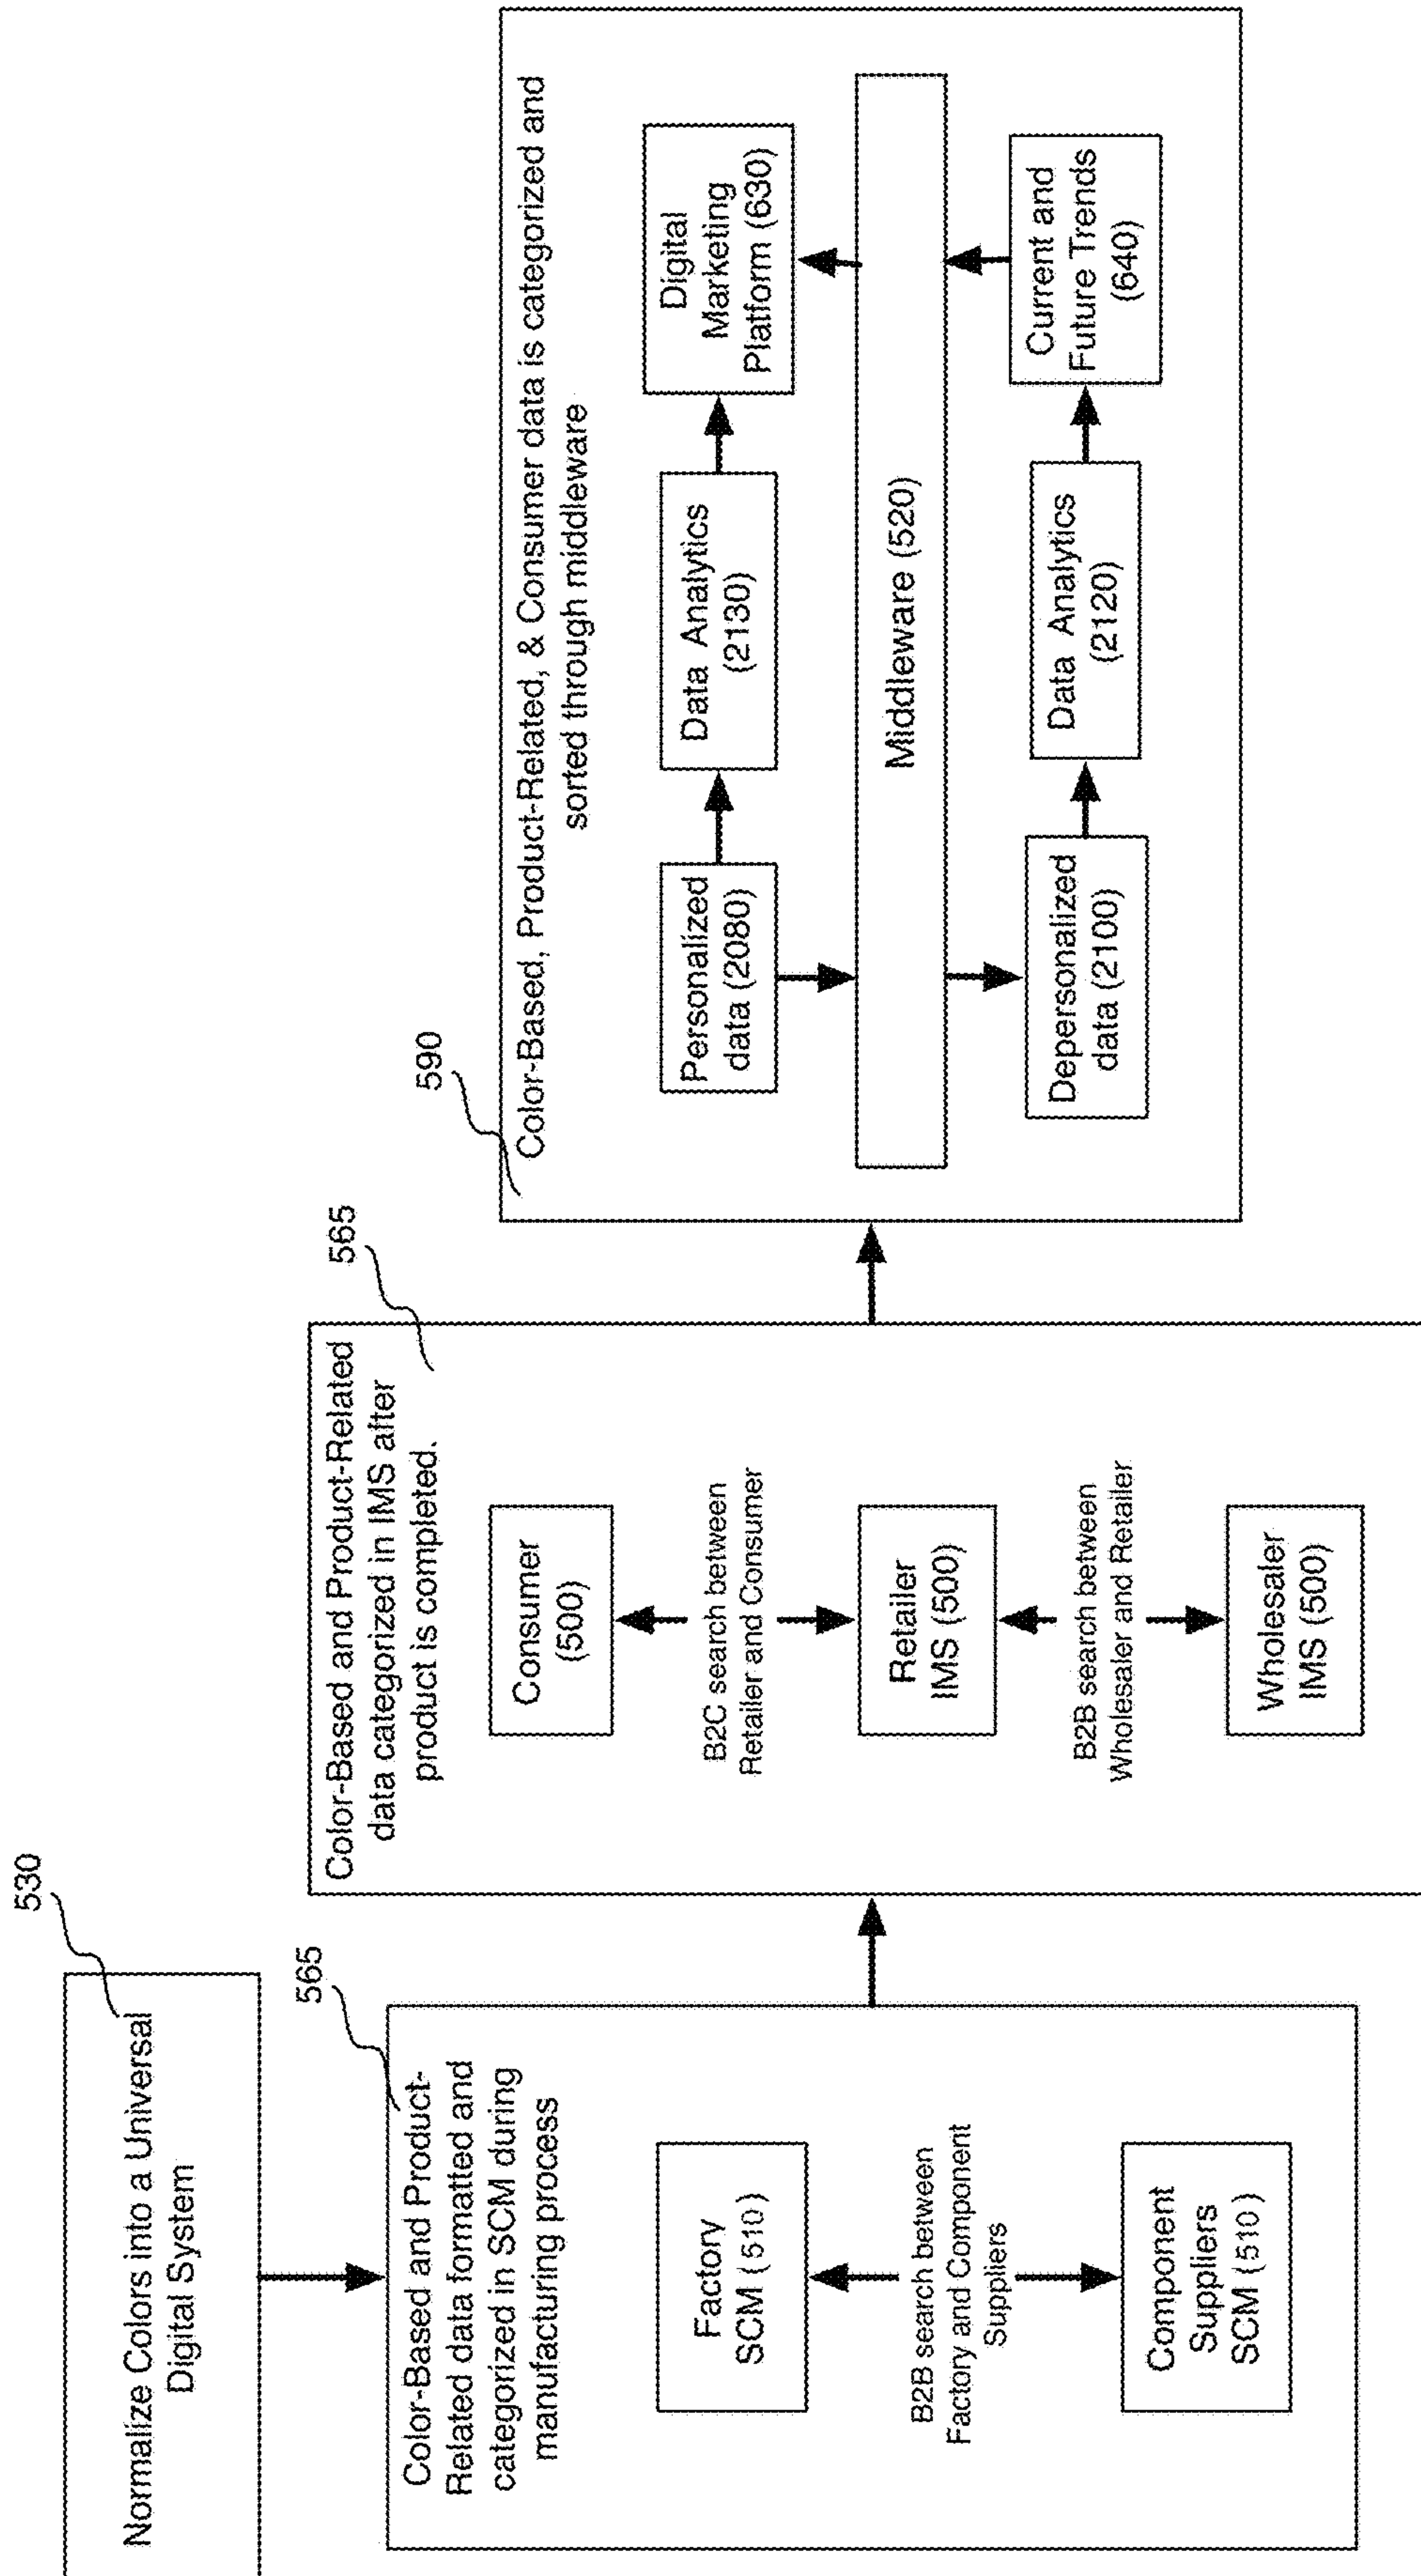 530
Normalize Colors into a Universal
Digital System
565
Color-Based and Product-
Related data formatted and
categorized in SCM during
manufacturing process
Factory
SCM (510)
B2B search between
Factory and Component
Suppliers
Component
Suppliers
SCM (510)
565
Color-Based and Product-Related
data categorized in IMS after
product is completed.
Consumer
(500)
B2C search between
Retailer and Consumer
Retailer
IMS (500)
B2B search between
Wholesaler and Retailer
Wholesaler
IMS (500)
590
Color-Based, Product-Related, & Consumer data is categorized and
sorted through middleware
Personalized
data (2080)
Data Analytics
(2130)
Digital
Marketing
Platform (630)
Middleware (520)
Depersonalized
data (2100)
Data Analytics
(2120)
Current and
Future Trends
(640)